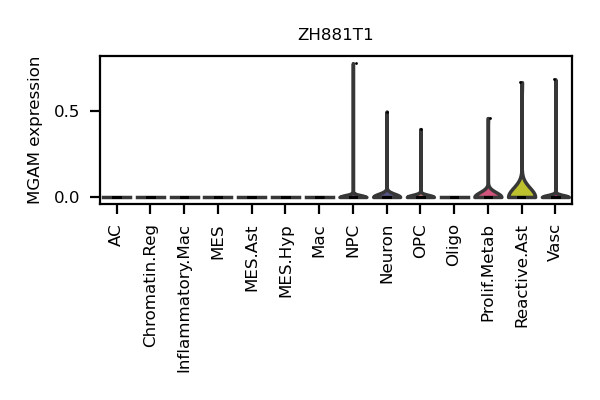 ZH881T1
MGAM expression
0.5
0.0
AC
Chromatin.Reg
Inflammatory.Mac
MES
MES.Ast
MES.Hyp
Mac
NPC
Neuron
OPC
Oligo
Prolif.Metab
Reactive.Ast
Vasc